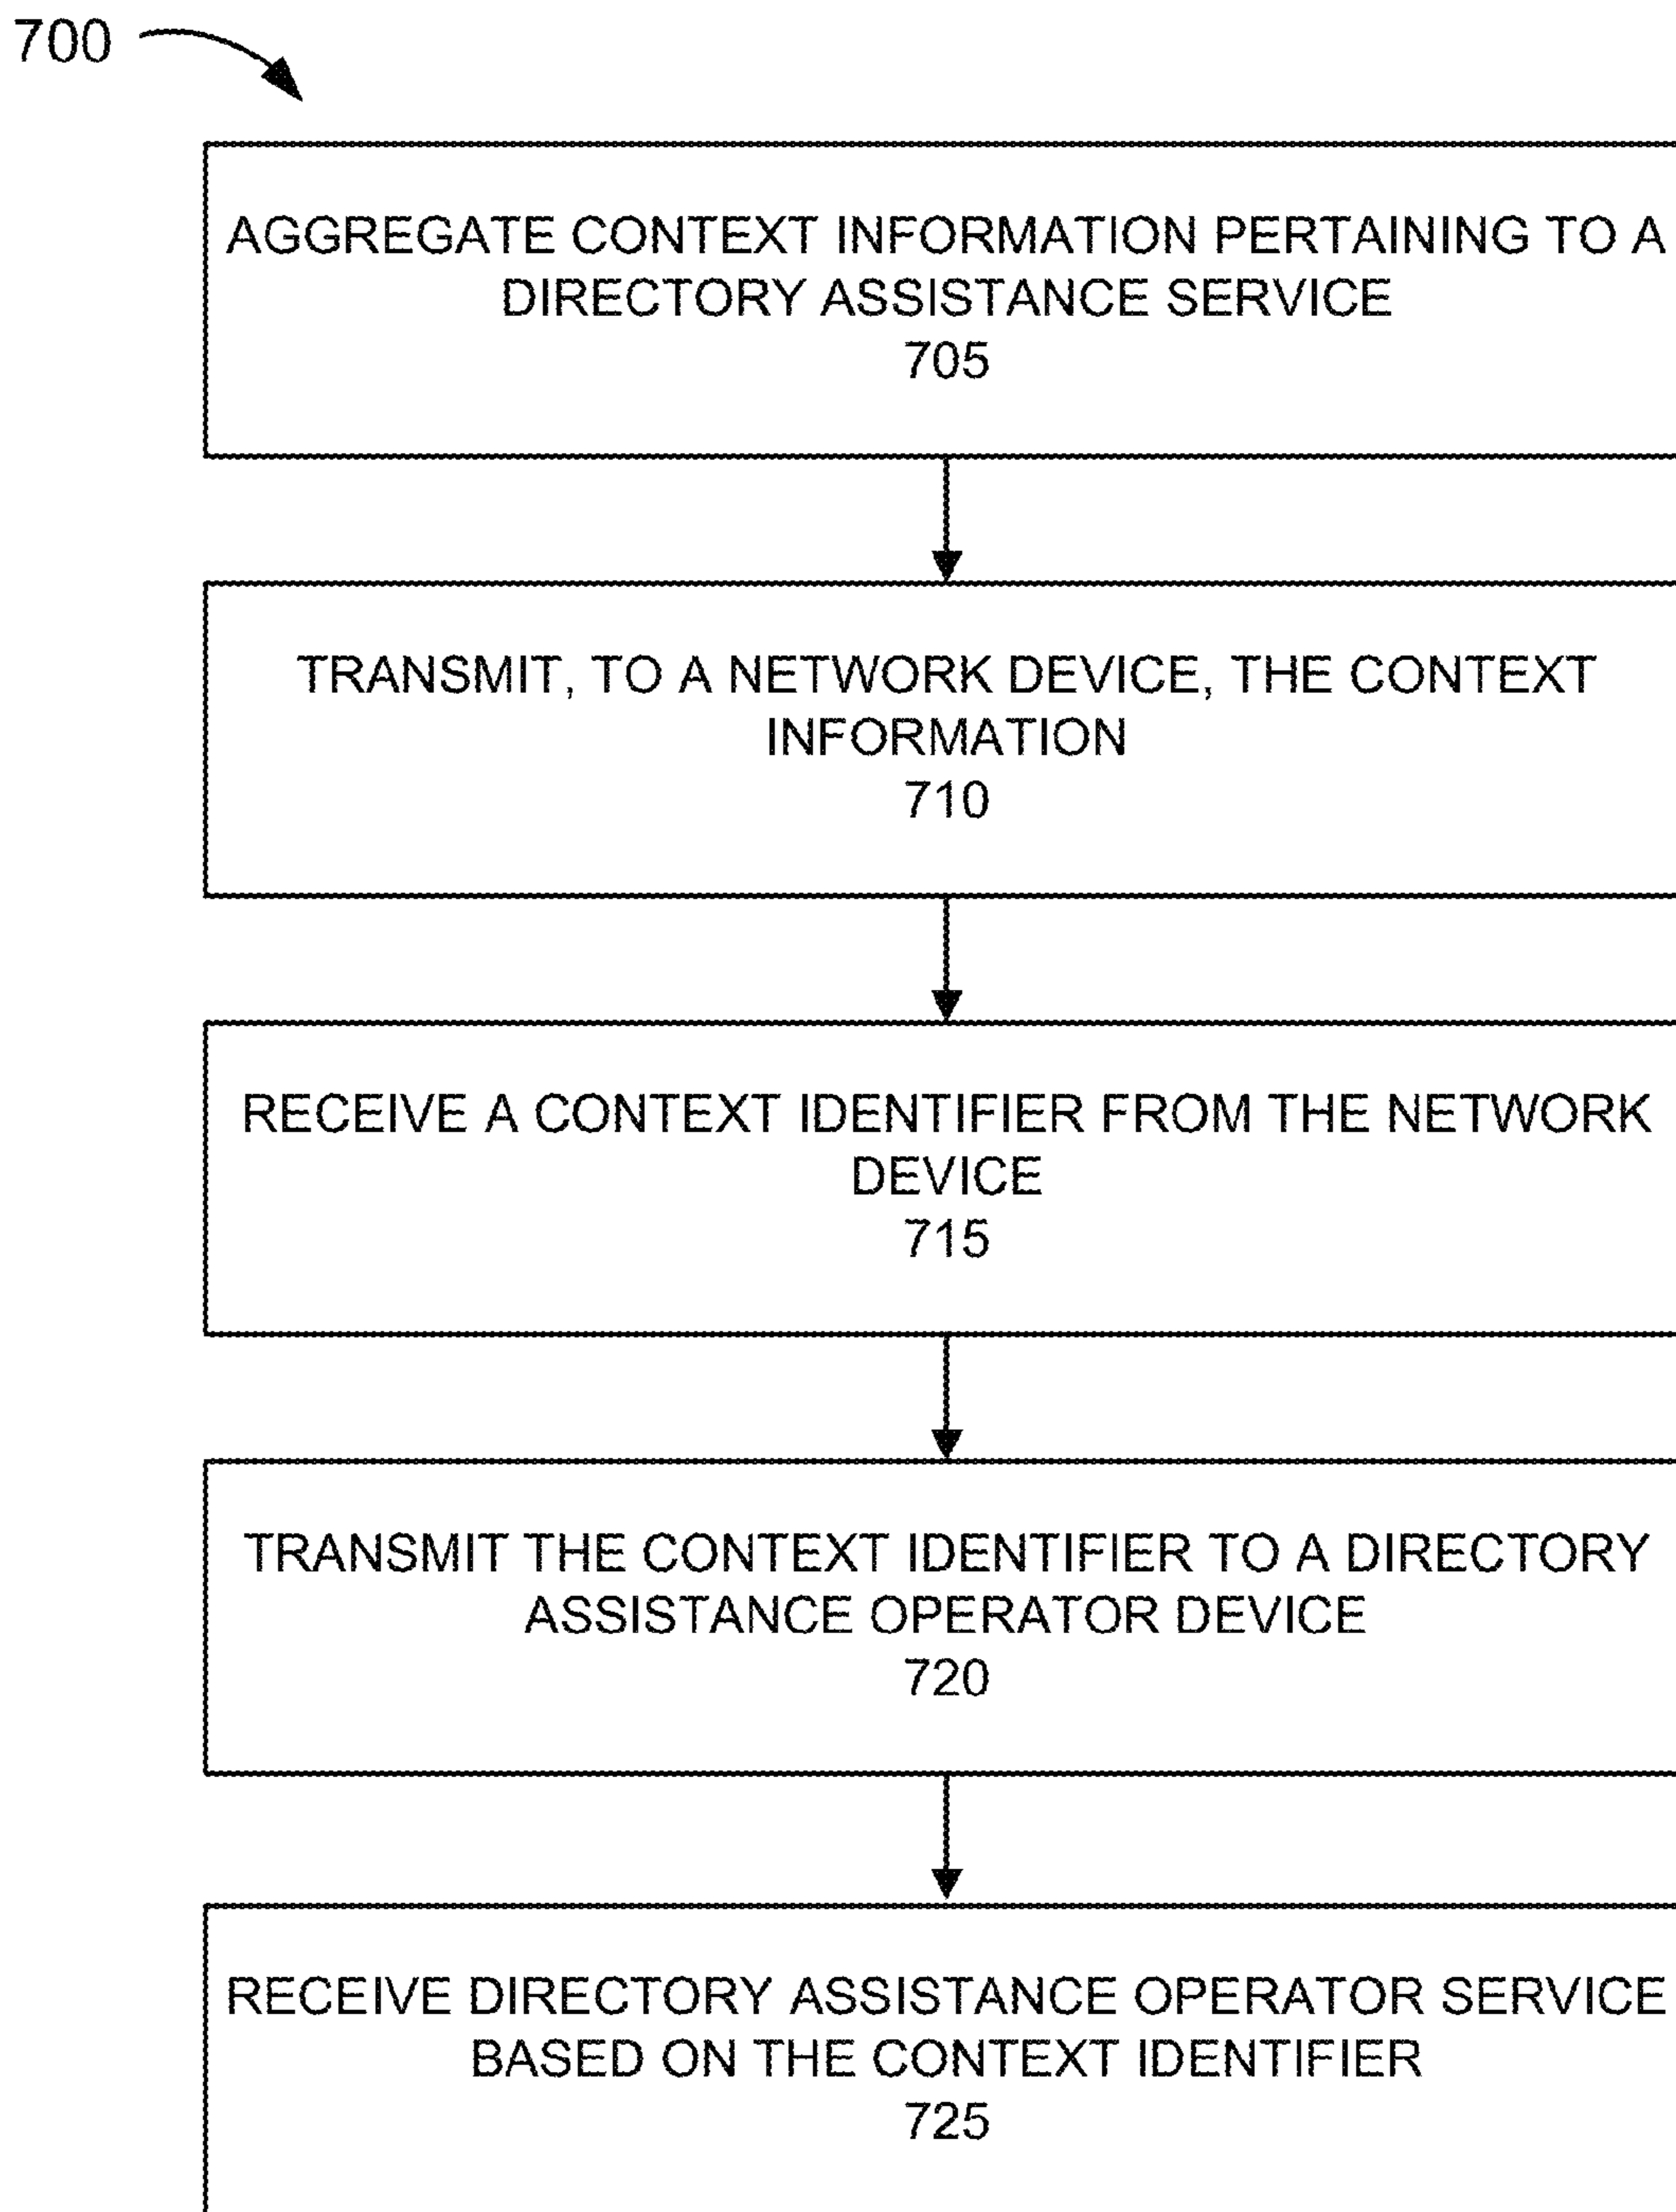 700
AGGREGATE CONTEXT INFORMATION PERTAINING TO A
DIRECTORY ASSISTANCE SERVICE
705
TRANSMIT, TO A NETWORK DEVICE, THE CONTEXT
INFORMATION
710
RECEIVE A CONTEXT IDENTIFIER FROM THE NETWORK
DEVICE
715
TRANSMIT THE CONTEXT IDENTIFIER TO A DIRECTORY
ASSISTANCE OPERATOR DEVICE
720
RECEIVE DIRECTORY ASSISTANCE OPERATOR SERVICE
BASED ON THE CONTEXT IDENTIFIER
725